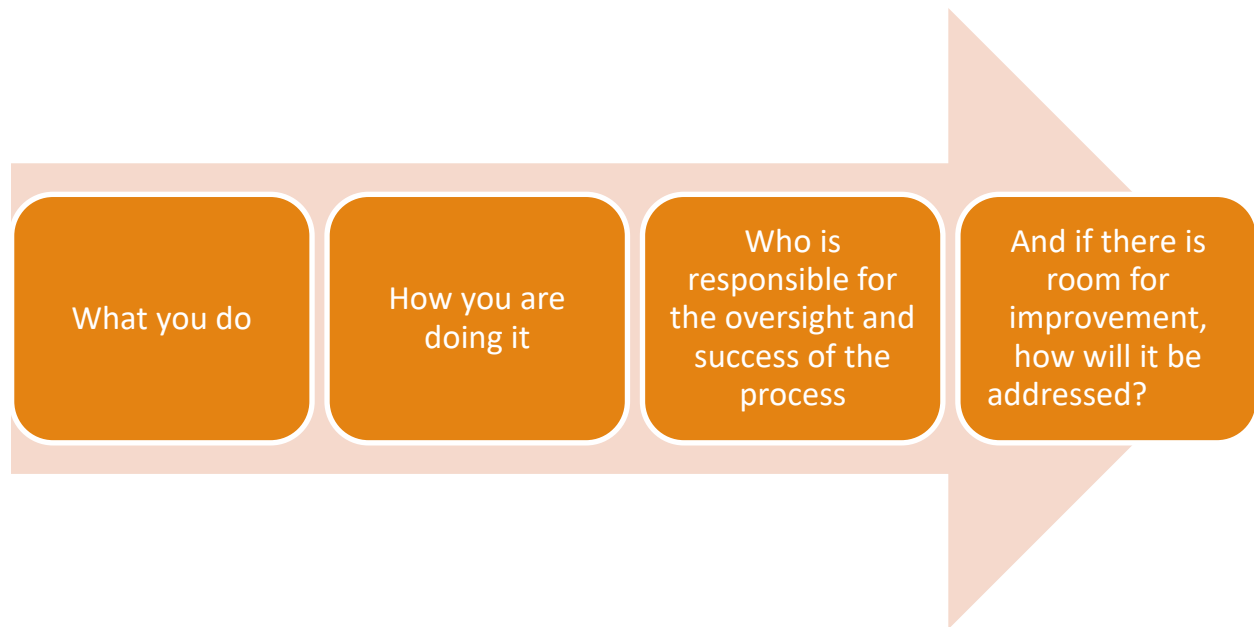 What you do
How you are
doing it
Who is
responsible for
the oversight and
success of the
process
And if there is
room for
improvement,
how will it be
addressed?